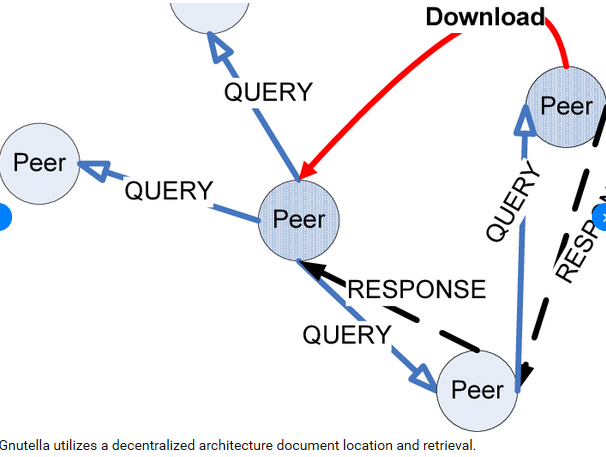 Download
QUERY
Peer
Peer
QUERY
QUERY
Peer
RESPONSE
QUERY
Peer
Gnutella utilizes a decentralized architecture document location and retrieval.